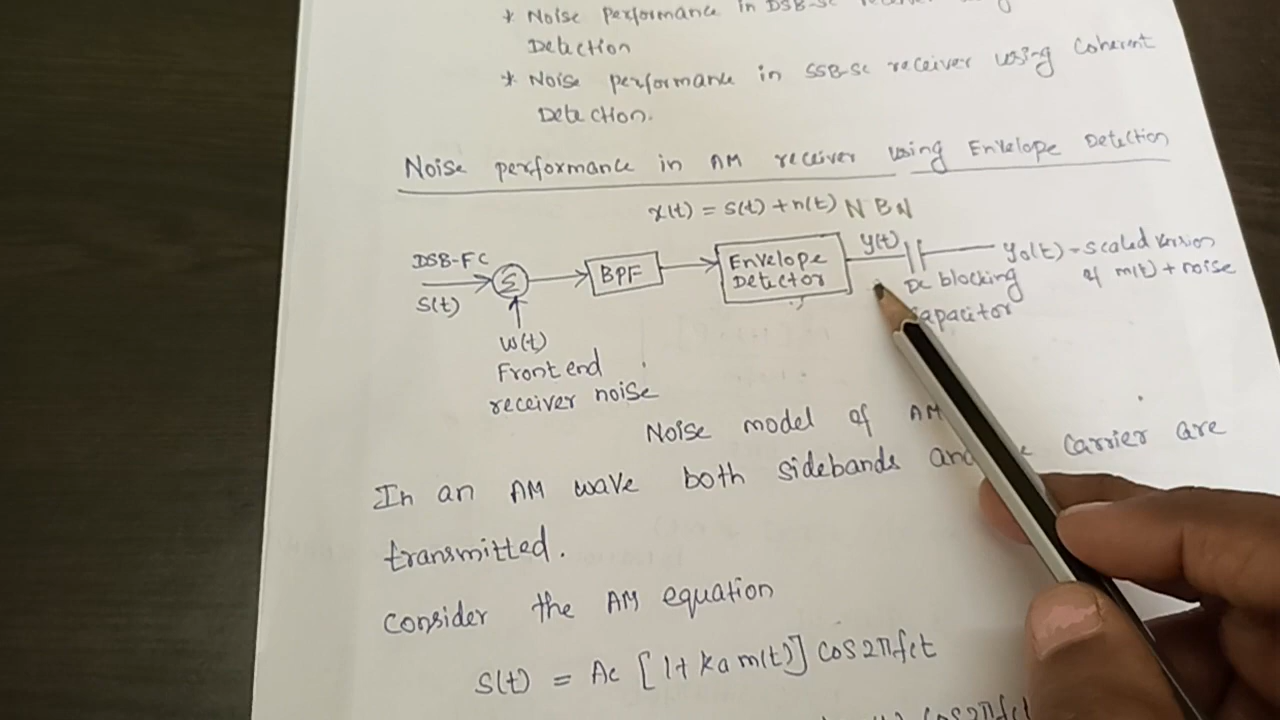 * Noise performance in DSB-Sc receiver
Detection
* Noise performance in SSB-Sc receiver using Coherent
Detection.
Noise performance in AM receiver using Envelope Detection
x(t) = s(t) + n(t) N B N
DSB-FC
s(t)
Σ
w(t)
Front end
receiver noise
BPF
Envelope
Detector
y(t)
DC blocking
capacitor
yo(t) - scaled version
of m(t) + noise
Noise model of AM
In an AM wave both sidebands and carrier are
transmitted.
Consider the AM equation
s(t) = Ac [1 + ka m(t)] cos 2πfct
cos2πfct